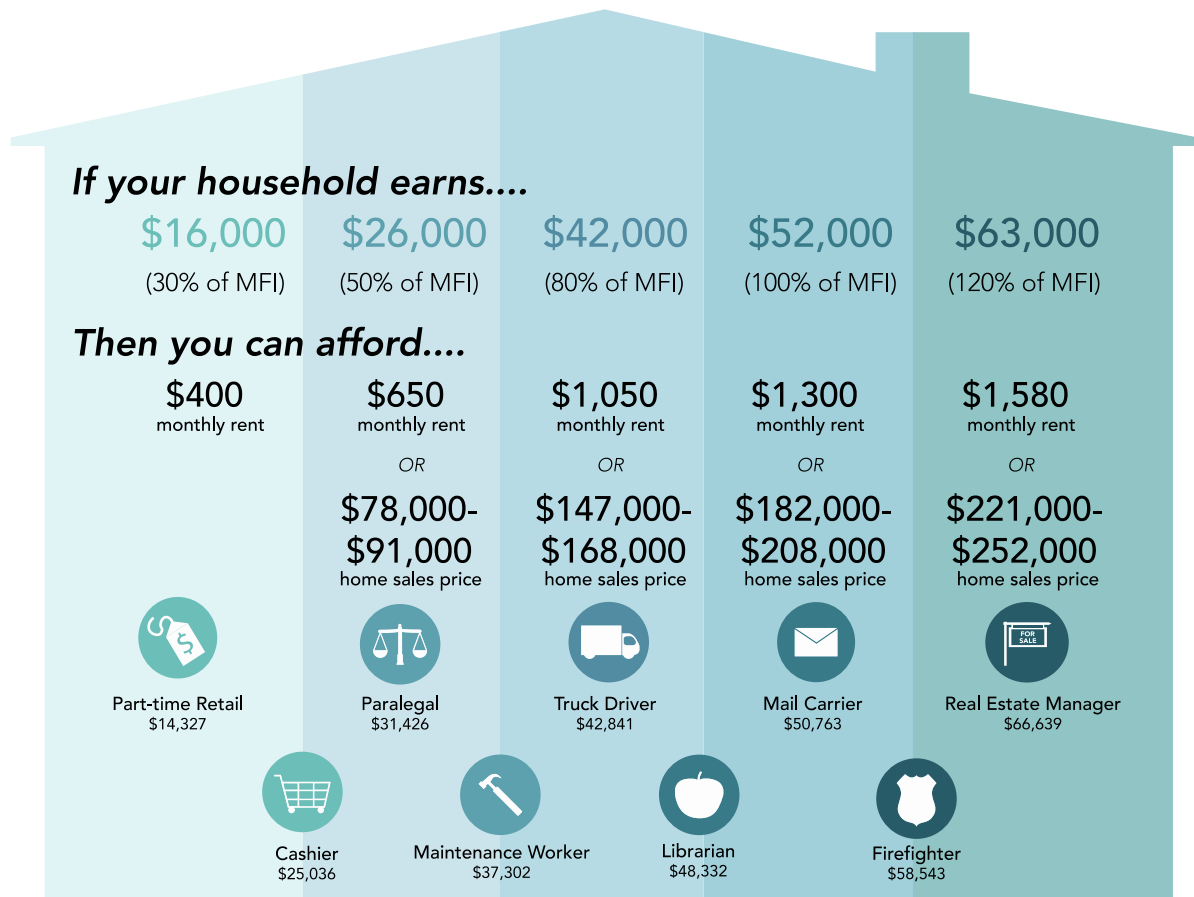 If your household earns....
$16,000
$26,000
$42,000
$52,000
$63,000
(30% of MFI)
(50% of MFI)
(80% of MFI)
(100% of MFI)
(120% of MFI)
Then you can afford....
$400
$650
$1,050
$1,300
$1,580
monthly rent
monthly rent
monthly rent
monthly rent
monthly rent
OR
OR
OR
OR
$78,000-
$91,000
home sales price
$147,000-
$168,000
home sales price
$182,000-
$208,000
home sales price
$221,000-
$252,000
home sales price
$
FOR
SALE
Part-time Retail
$14,327
Paralegal
$31,426
Truck Driver
$42,841
Mail Carrier
$50,763
Real Estate Manager
$66,639
Cashier
$25,036
Maintenance Worker
$37,302
Librarian
$48,332
Firefighter
$58,543